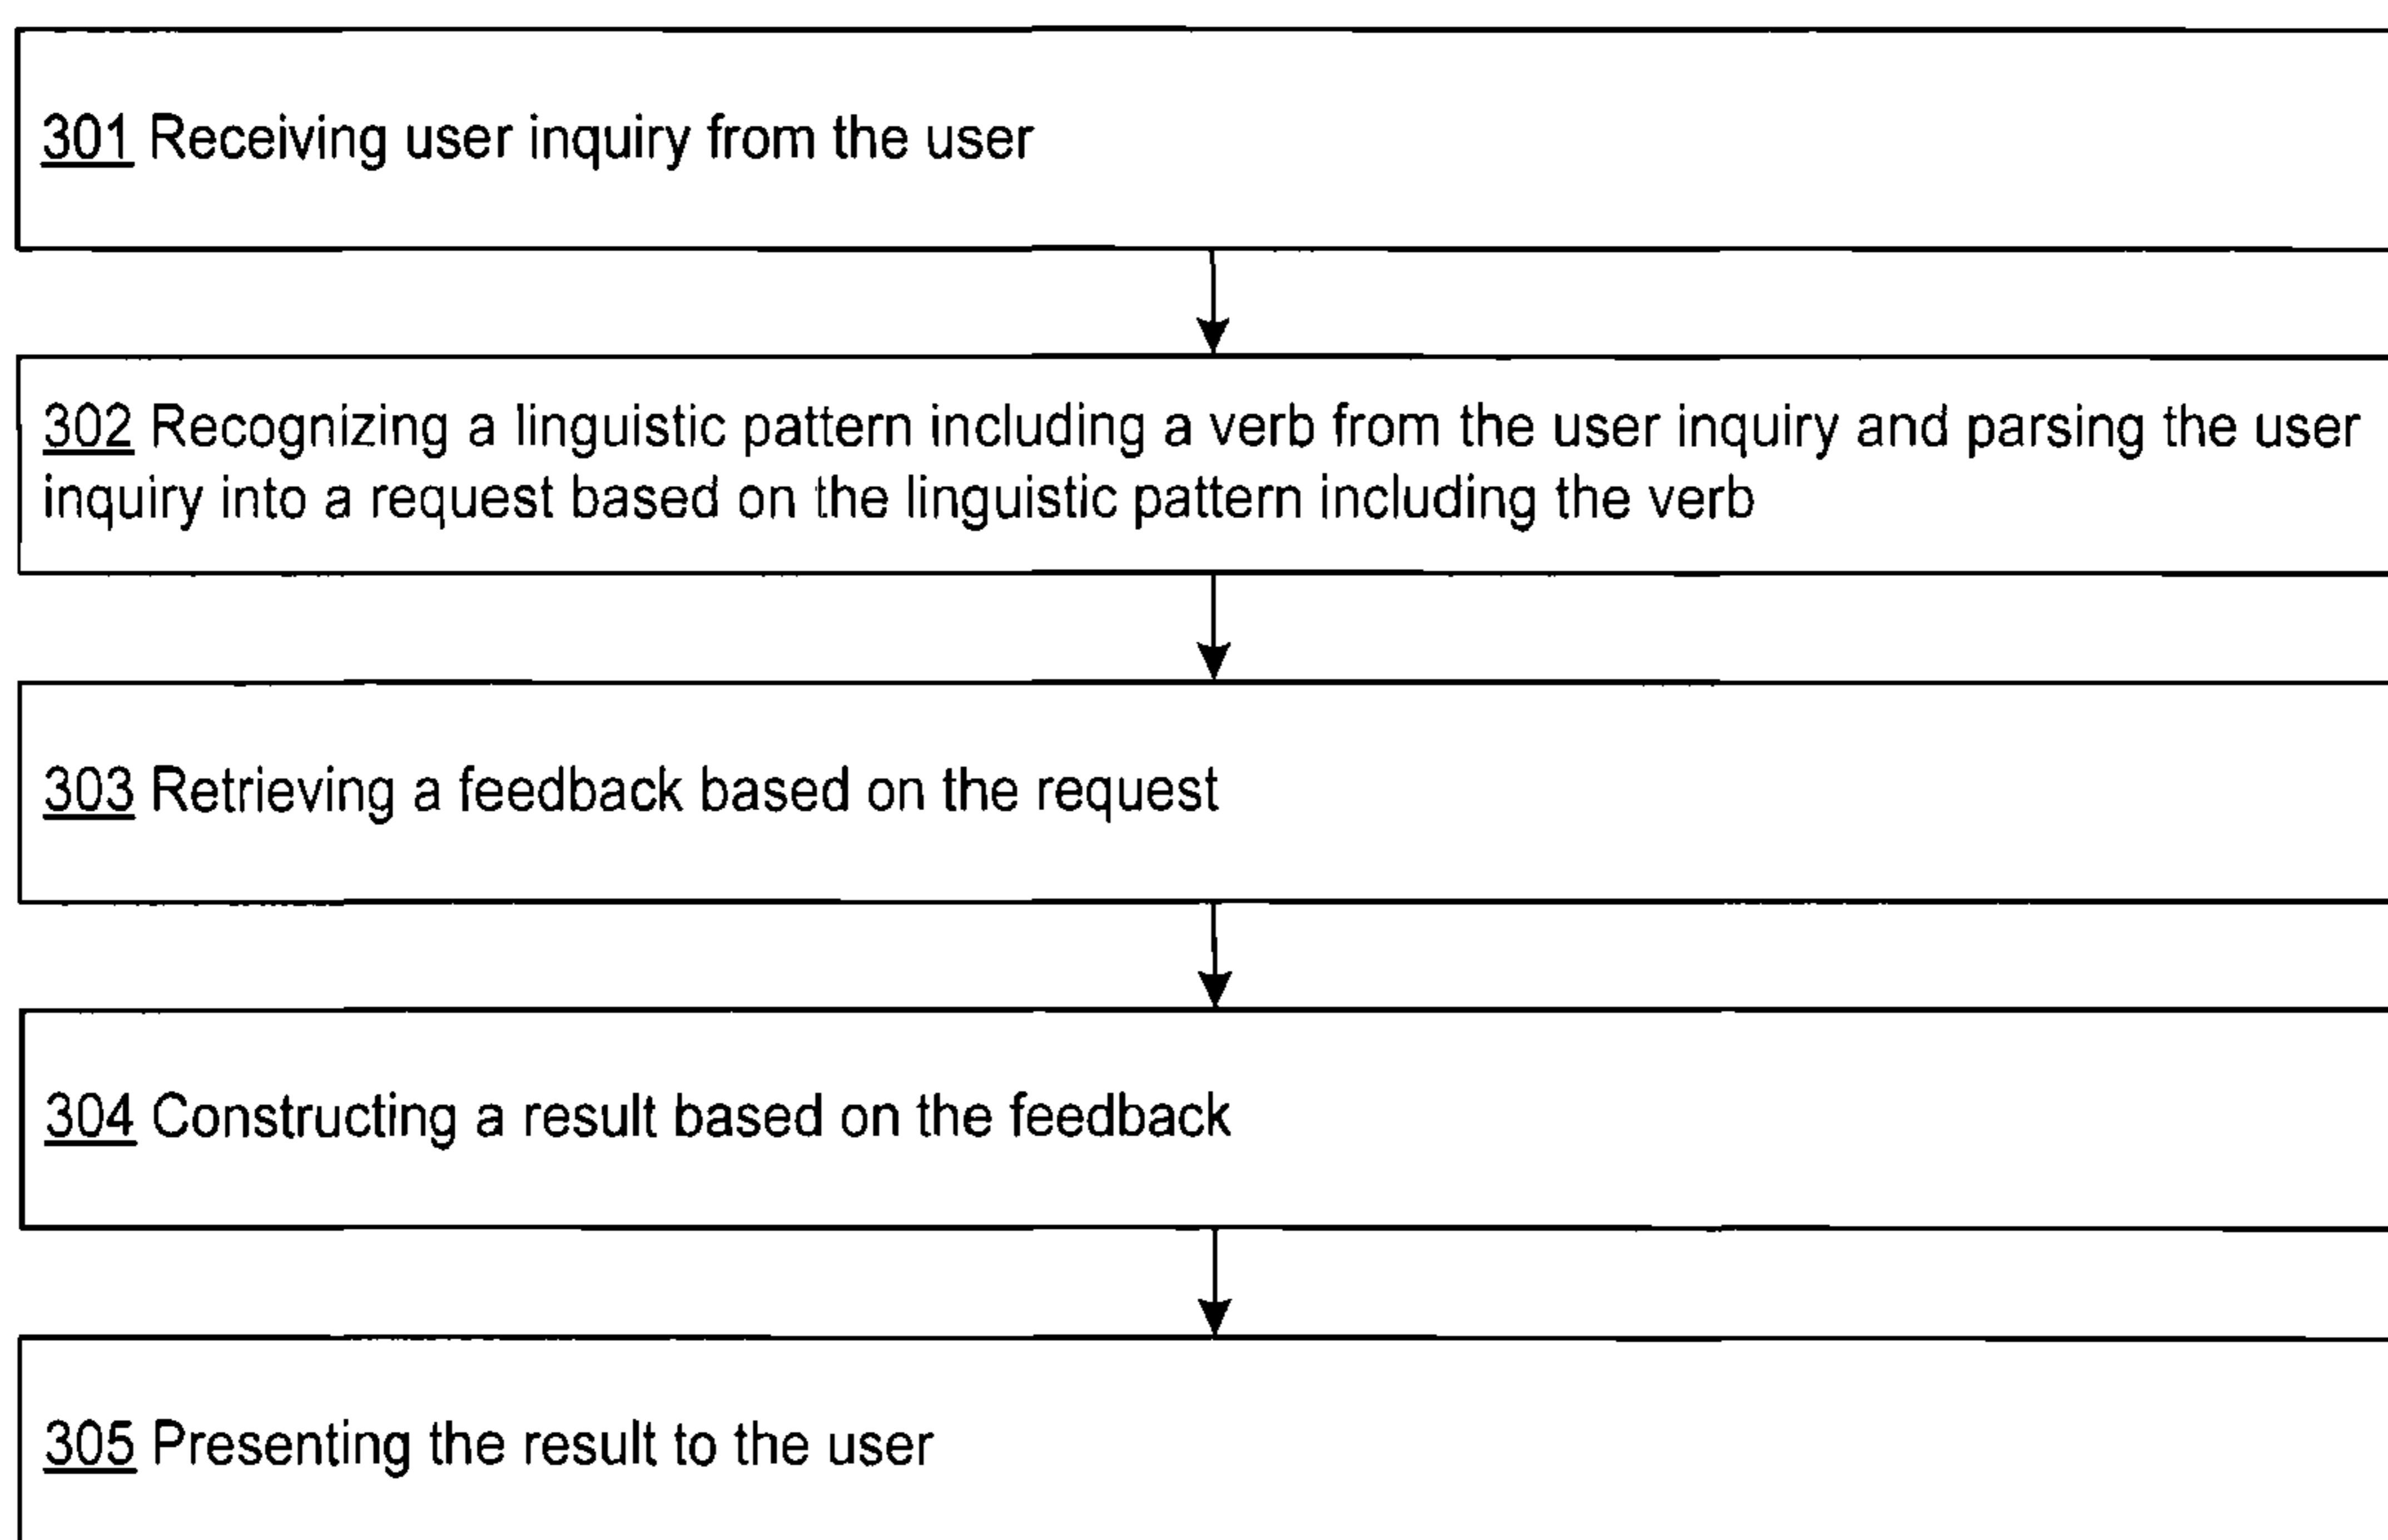 301 Receiving user inquiry from the user
302 Recognizing a linguistic pattern including a verb from the user inquiry and parsing the user
inquiry into a request based on the linguistic pattern including the verb
303 Retrieving a feedback based on the request
304 Constructing a result based on the feedback
305 Presenting the result to the user